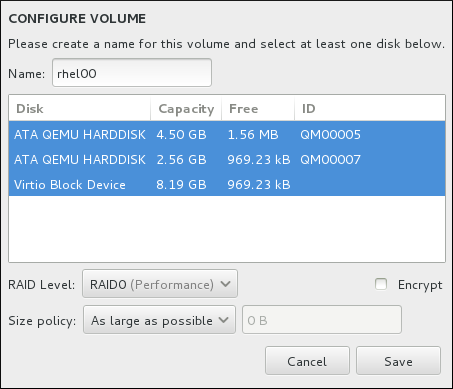 CONFIGURE VOLUME
Please create a name for this volume and select at least one disk below.
Name: rhel00
Disk Capacity Free ID
ATA QEMU HARDDISK 4.50 GB 1.56 MB QM00005
ATA QEMU HARDDISK 2.56 GB 969.23 kB QM00007
Virtio Block Device 8.19 GB 969.23 kB
RAID Level: RAID0 (Performance) Encrypt
Size policy: As large as possible 0 B
Cancel Save